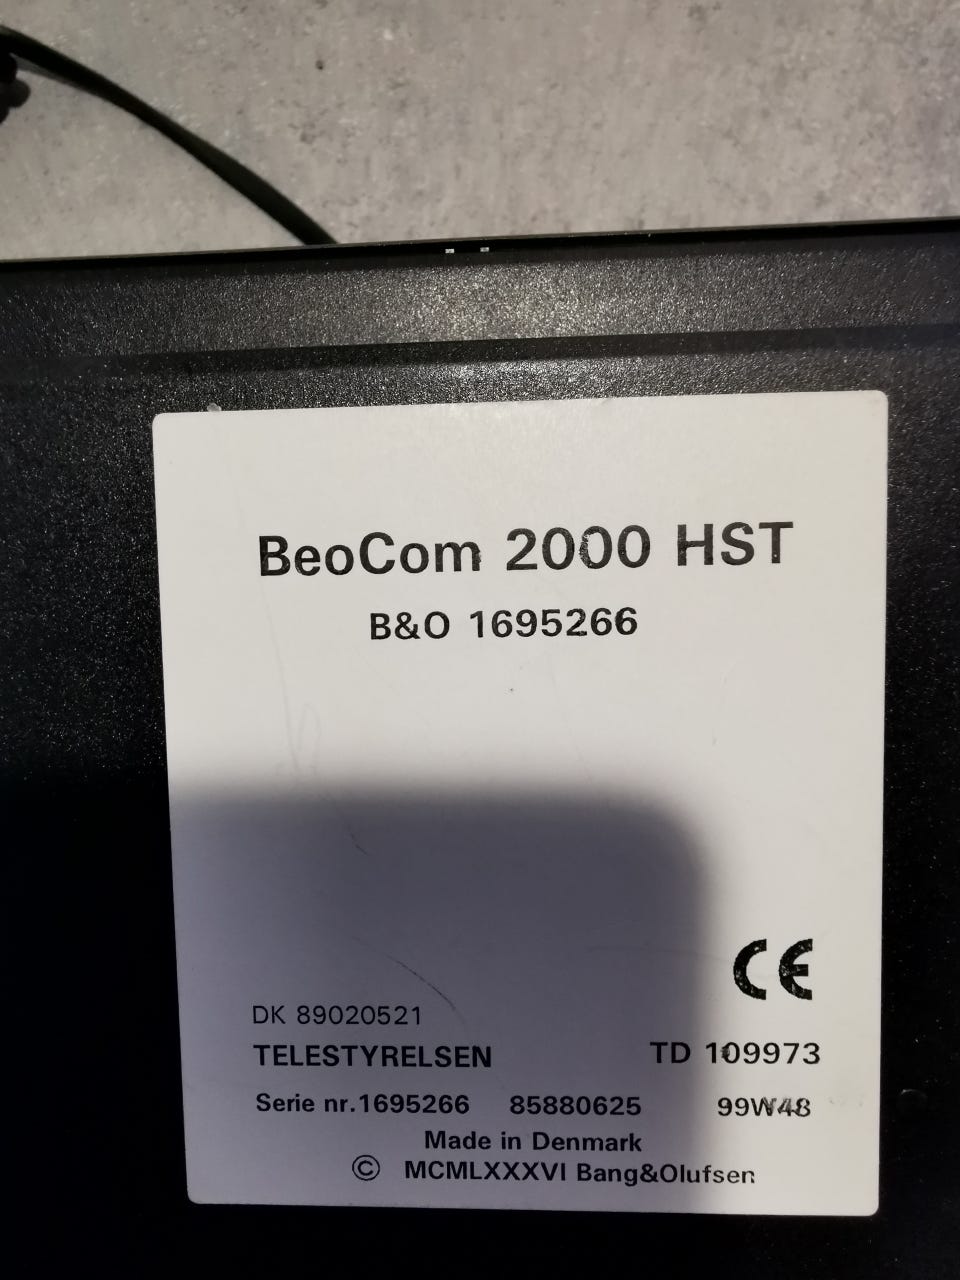 BeoCom 2000 HST
B&O 1695266
CE
DK 89020521
TELESTYRELSEN TD 109973
Serie nr.1695266 85880625 99W48
Made in Denmark
© MCMLXXXVI Bang&Olufsen